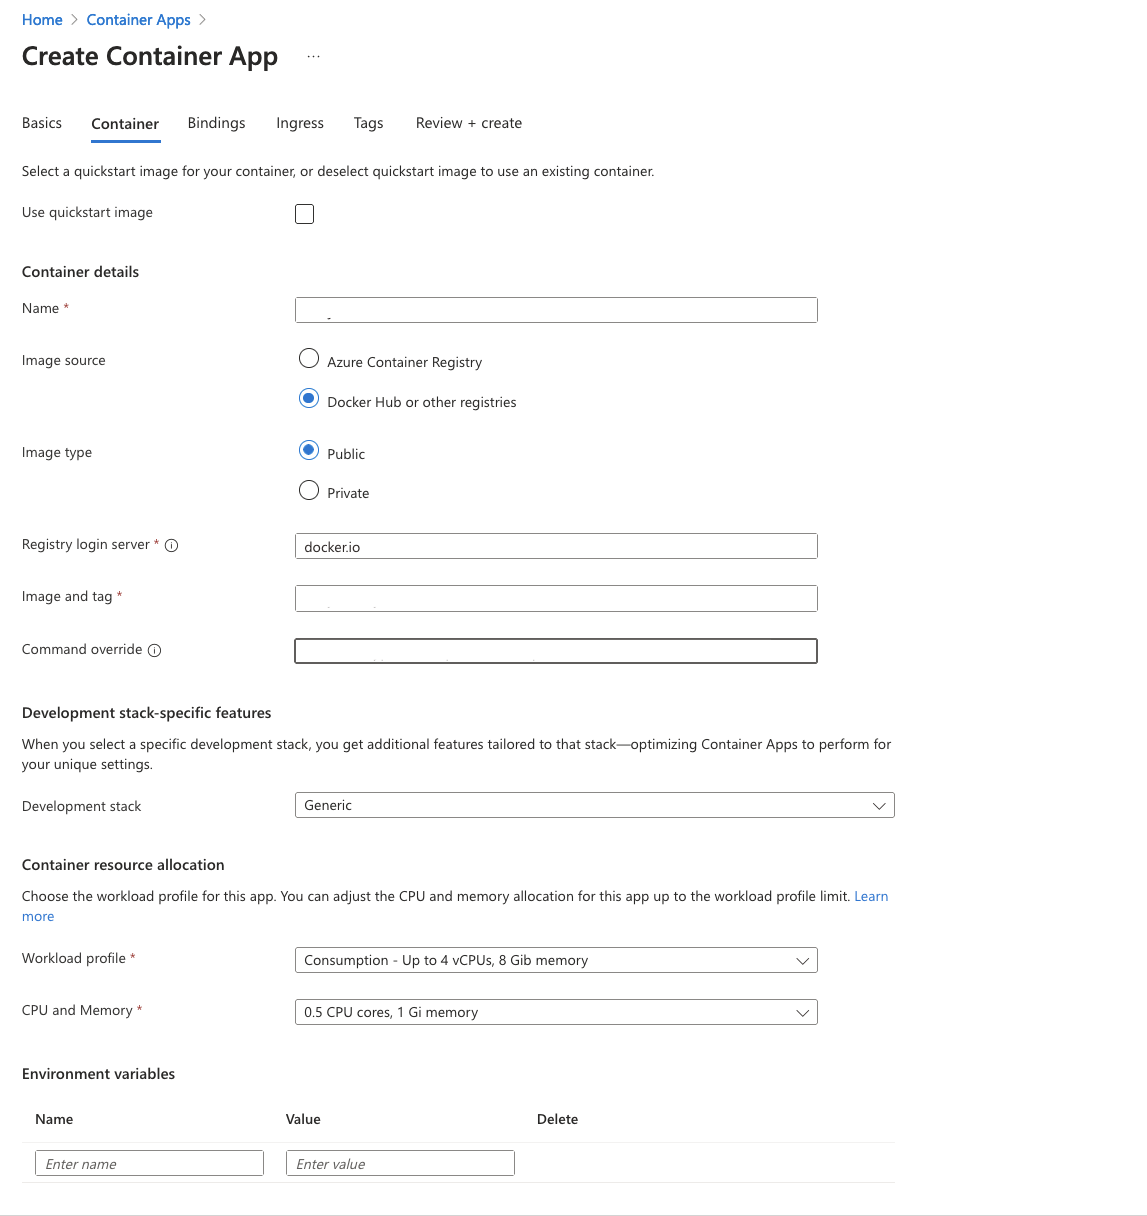 Home > Container Apps >
Create Container App ...
Basics Container Bindings Ingress Tags Review + create
Select a quickstart image for your container, or deselect quickstart image to use an existing container.
Use quickstart image
Container details
Name *
Image source
Azure Container Registry
Docker Hub or other registries
Image type
Public
Private
Registry login server * docker.io
Image and tag *
Command override
Development stack-specific features
When you select a specific development stack, you get additional features tailored to that stack—optimizing Container Apps to perform for
your unique settings.
Development stack Generic
Container resource allocation
Choose the workload profile for this app. You can adjust the CPU and memory allocation for this app up to the workload profile limit. Learn
more
Workload profile * Consumption - Up to 4 vCPUs, 8 Gib memory
CPU and Memory * 0.5 CPU cores, 1 Gi memory
Environment variables
Name Value Delete
Enter name Enter value